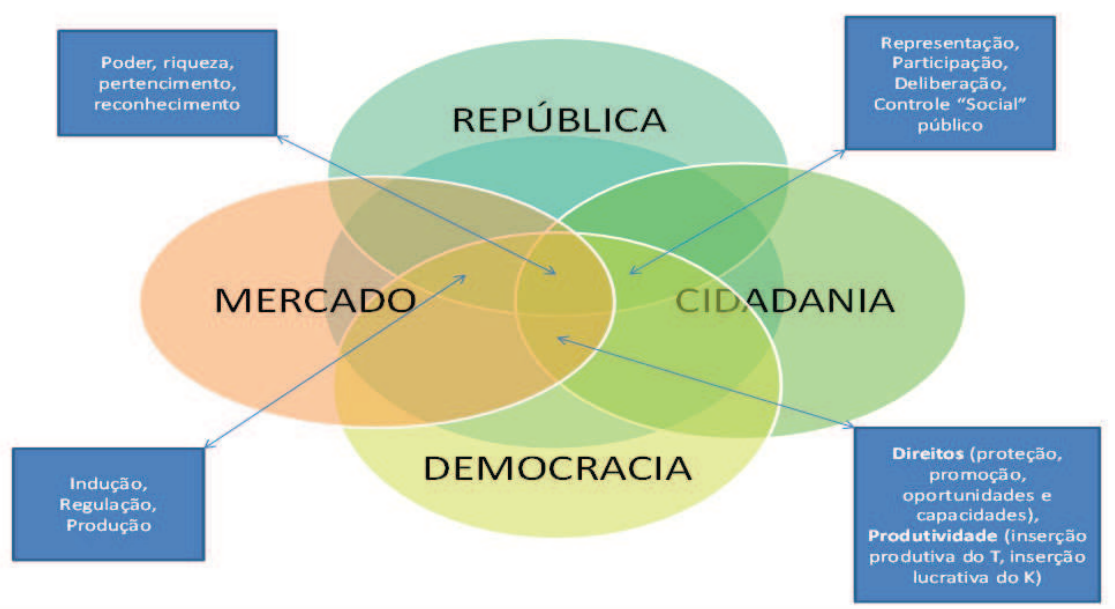 Poder, riqueza,
pertencimento,
reconhecimento
Representação,
Participação,
Deliberação,
Controle “Social”
público
REPÚBLICA
MERCADO
CIDADANIA
DEMOCRACIA
Indução,
Regulação,
Produção
Direitos (proteção,
promoção,
oportunidades e
capacidades),
Produtividade (inserção
produtiva do T, inserção
lucrativa do K)